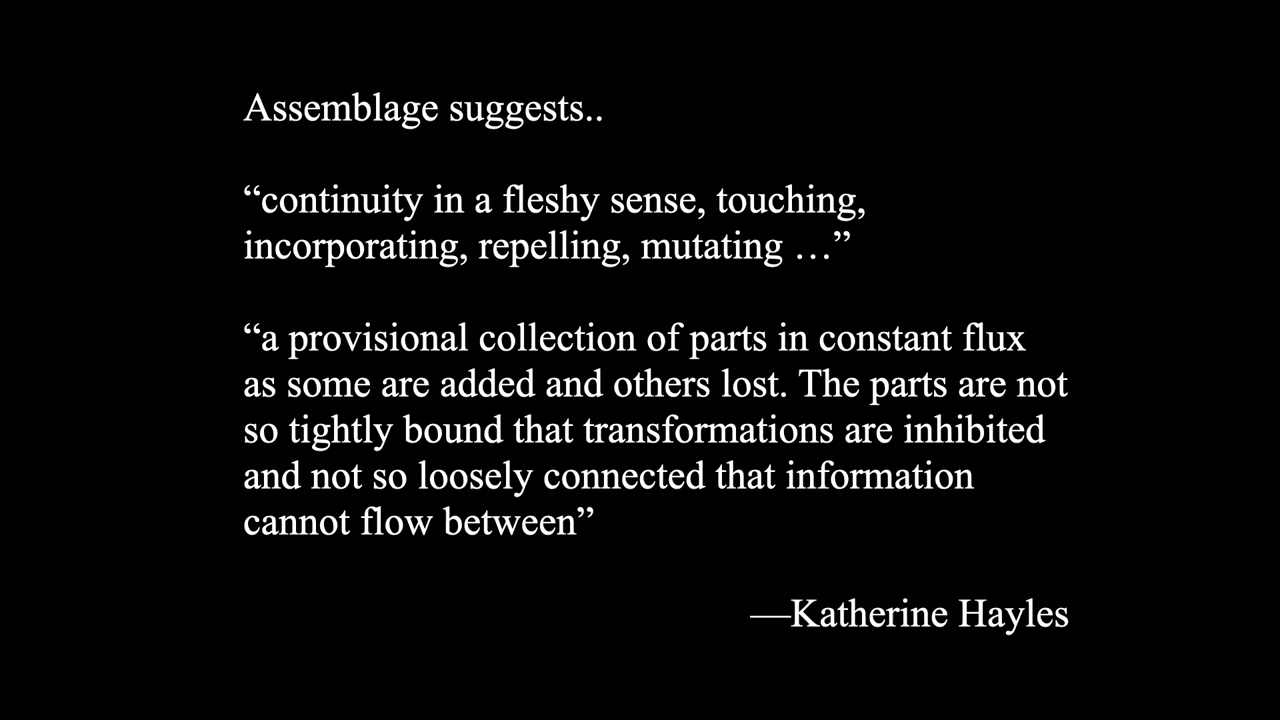 Assemblage suggests..
“continuity in a fleshy sense, touching,
incorporating, repelling, mutating …”
“a provisional collection of parts in constant flux
as some are added and others lost. The parts are not
so tightly bound that transformations are inhibited
and not so loosely connected that information
cannot flow between”
—Katherine Hayles